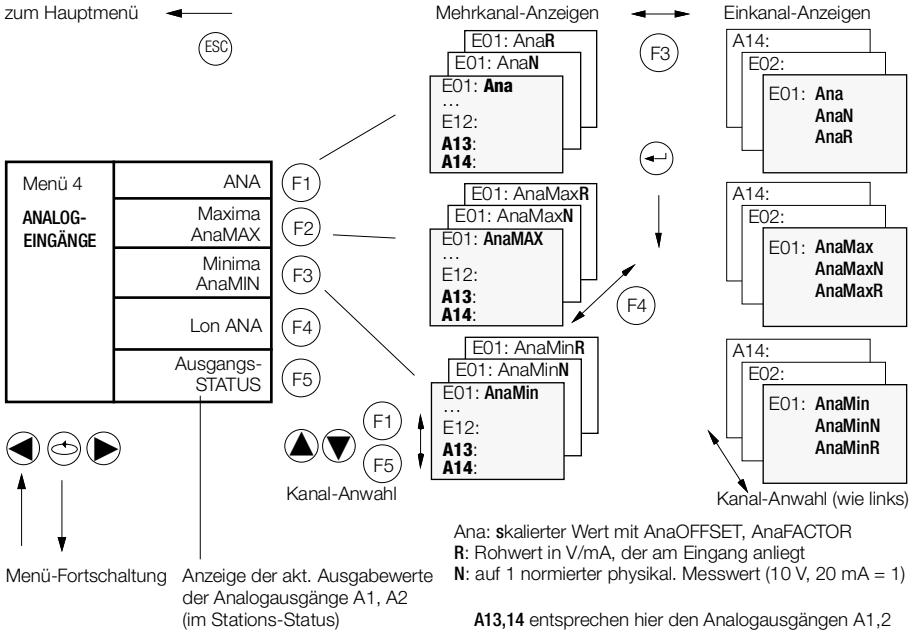 zum Hauptmenü
ESC
Mehrkanal-Anzeigen
Einkanal-Anzeigen
F3
E01: AnaR
E01: AnaN
E01: Ana
...
E12:
A13:
A14:
A14:
E02:
E01: Ana
AnaN
AnaR
Menü 4
ANALOG-
EINGÄNGE
ANA
F1
Maxima
AnaMAX
F2
Minima
AnaMIN
F3
Lon ANA
F4
Ausgangs-
STATUS
F5
E01: AnaMaxR
E01: AnaMaxN
E01: AnaMAX
...
E12:
A13:
A14:
F4
A14:
E02:
E01: AnaMax
AnaMaxN
AnaMaxR
E01: AnaMinR
E01: AnaMinN
E01: AnaMin
...
E12:
A13:
A14:
A14:
E02:
E01: AnaMin
AnaMinN
AnaMinR
F1
F5
Kanal-Anwahl
Kanal-Anwahl (wie links)
Menü-Fortschaltung
Anzeige der akt. Ausgabewerte
der Analogausgänge A1, A2
(im Stations-Status)
Ana: skalierter Wert mit AnaOFFSET, AnaFACTOR
R: Rohwert in V/mA, der am Eingang anliegt
N: auf 1 normierter physikal. Messwert (10 V, 20 mA = 1)
A13,14 entsprechen hier den Analogausgängen A1,2